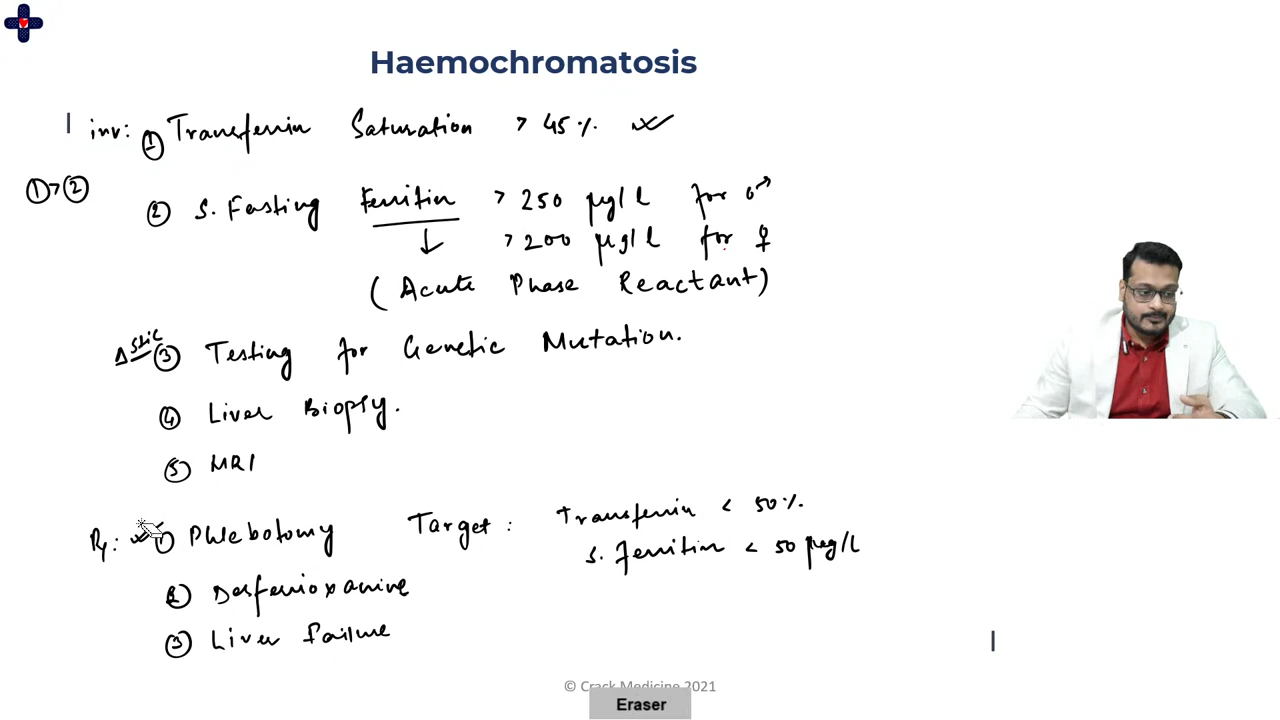 Haemochromatosis
inv: ① Transferrin Saturation > 45%
① > ② ② S. Fasting Ferritin > 250 µg/l for ♂
> 200 µg/l for ♀
(Acute Phase Reactant)
Δstic ③ Testing for Genetic Mutation.
④ Liver Biopsy.
⑤ MRI
Rx: ① Phlebotomy Target: Transferrin < 50%.
S. Ferritin < 50 µg/L
② Desferrioxamine
③ Liver failure
© Crack Medicine 2021
Eraser